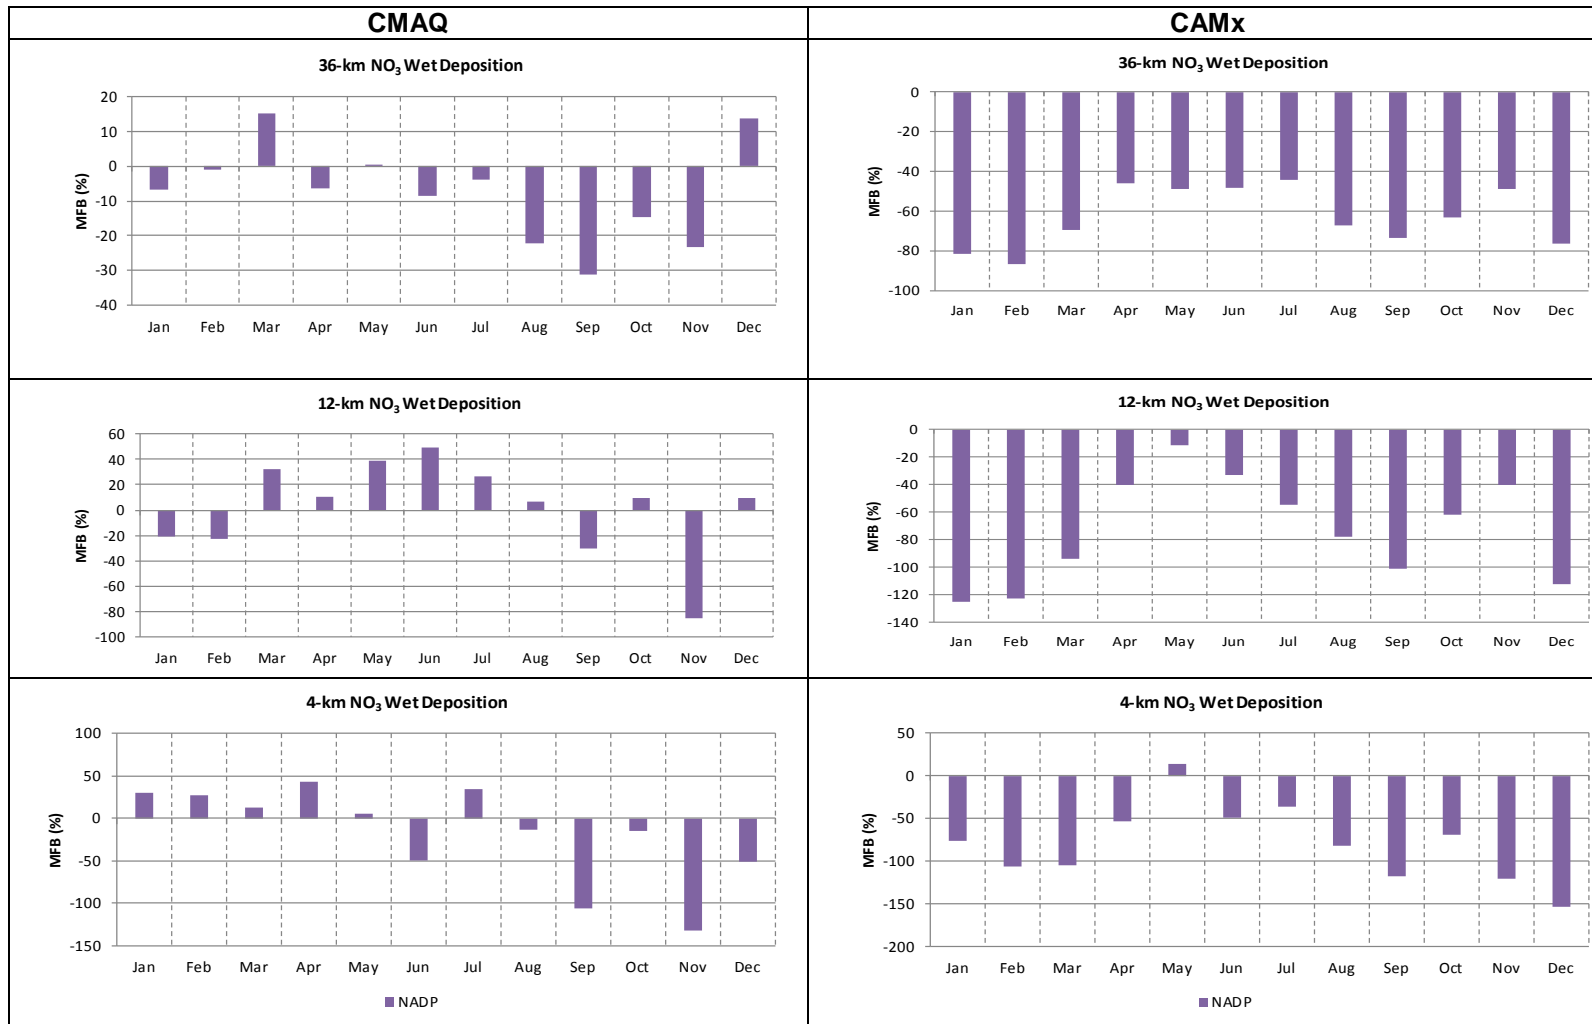 CMAQ
CAMx
36-km NO₃ Wet Deposition
MFB (%)
20
10
0
-10
-20
-30
-40
Jan Feb Mar Apr May Jun Jul Aug Sep Oct Nov Dec
36-km NO₃ Wet Deposition
MFB (%)
0
-20
-40
-60
-80
-100
Jan Feb Mar Apr May Jun Jul Aug Sep Oct Nov Dec
12-km NO₃ Wet Deposition
MFB (%)
60
40
20
0
-20
-40
-60
-80
-100
Jan Feb Mar Apr May Jun Jul Aug Sep Oct Nov Dec
12-km NO₃ Wet Deposition
MFB (%)
0
-20
-40
-60
-80
-100
-120
-140
Jan Feb Mar Apr May Jun Jul Aug Sep Oct Nov Dec
4-km NO₃ Wet Deposition
MFB (%)
100
50
0
-50
-100
-150
Jan Feb Mar Apr May Jun Jul Aug Sep Oct Nov Dec
NADP
4-km NO₃ Wet Deposition
MFB (%)
50
0
-50
-100
-150
-200
Jan Feb Mar Apr May Jun Jul Aug Sep Oct Nov Dec
NADP